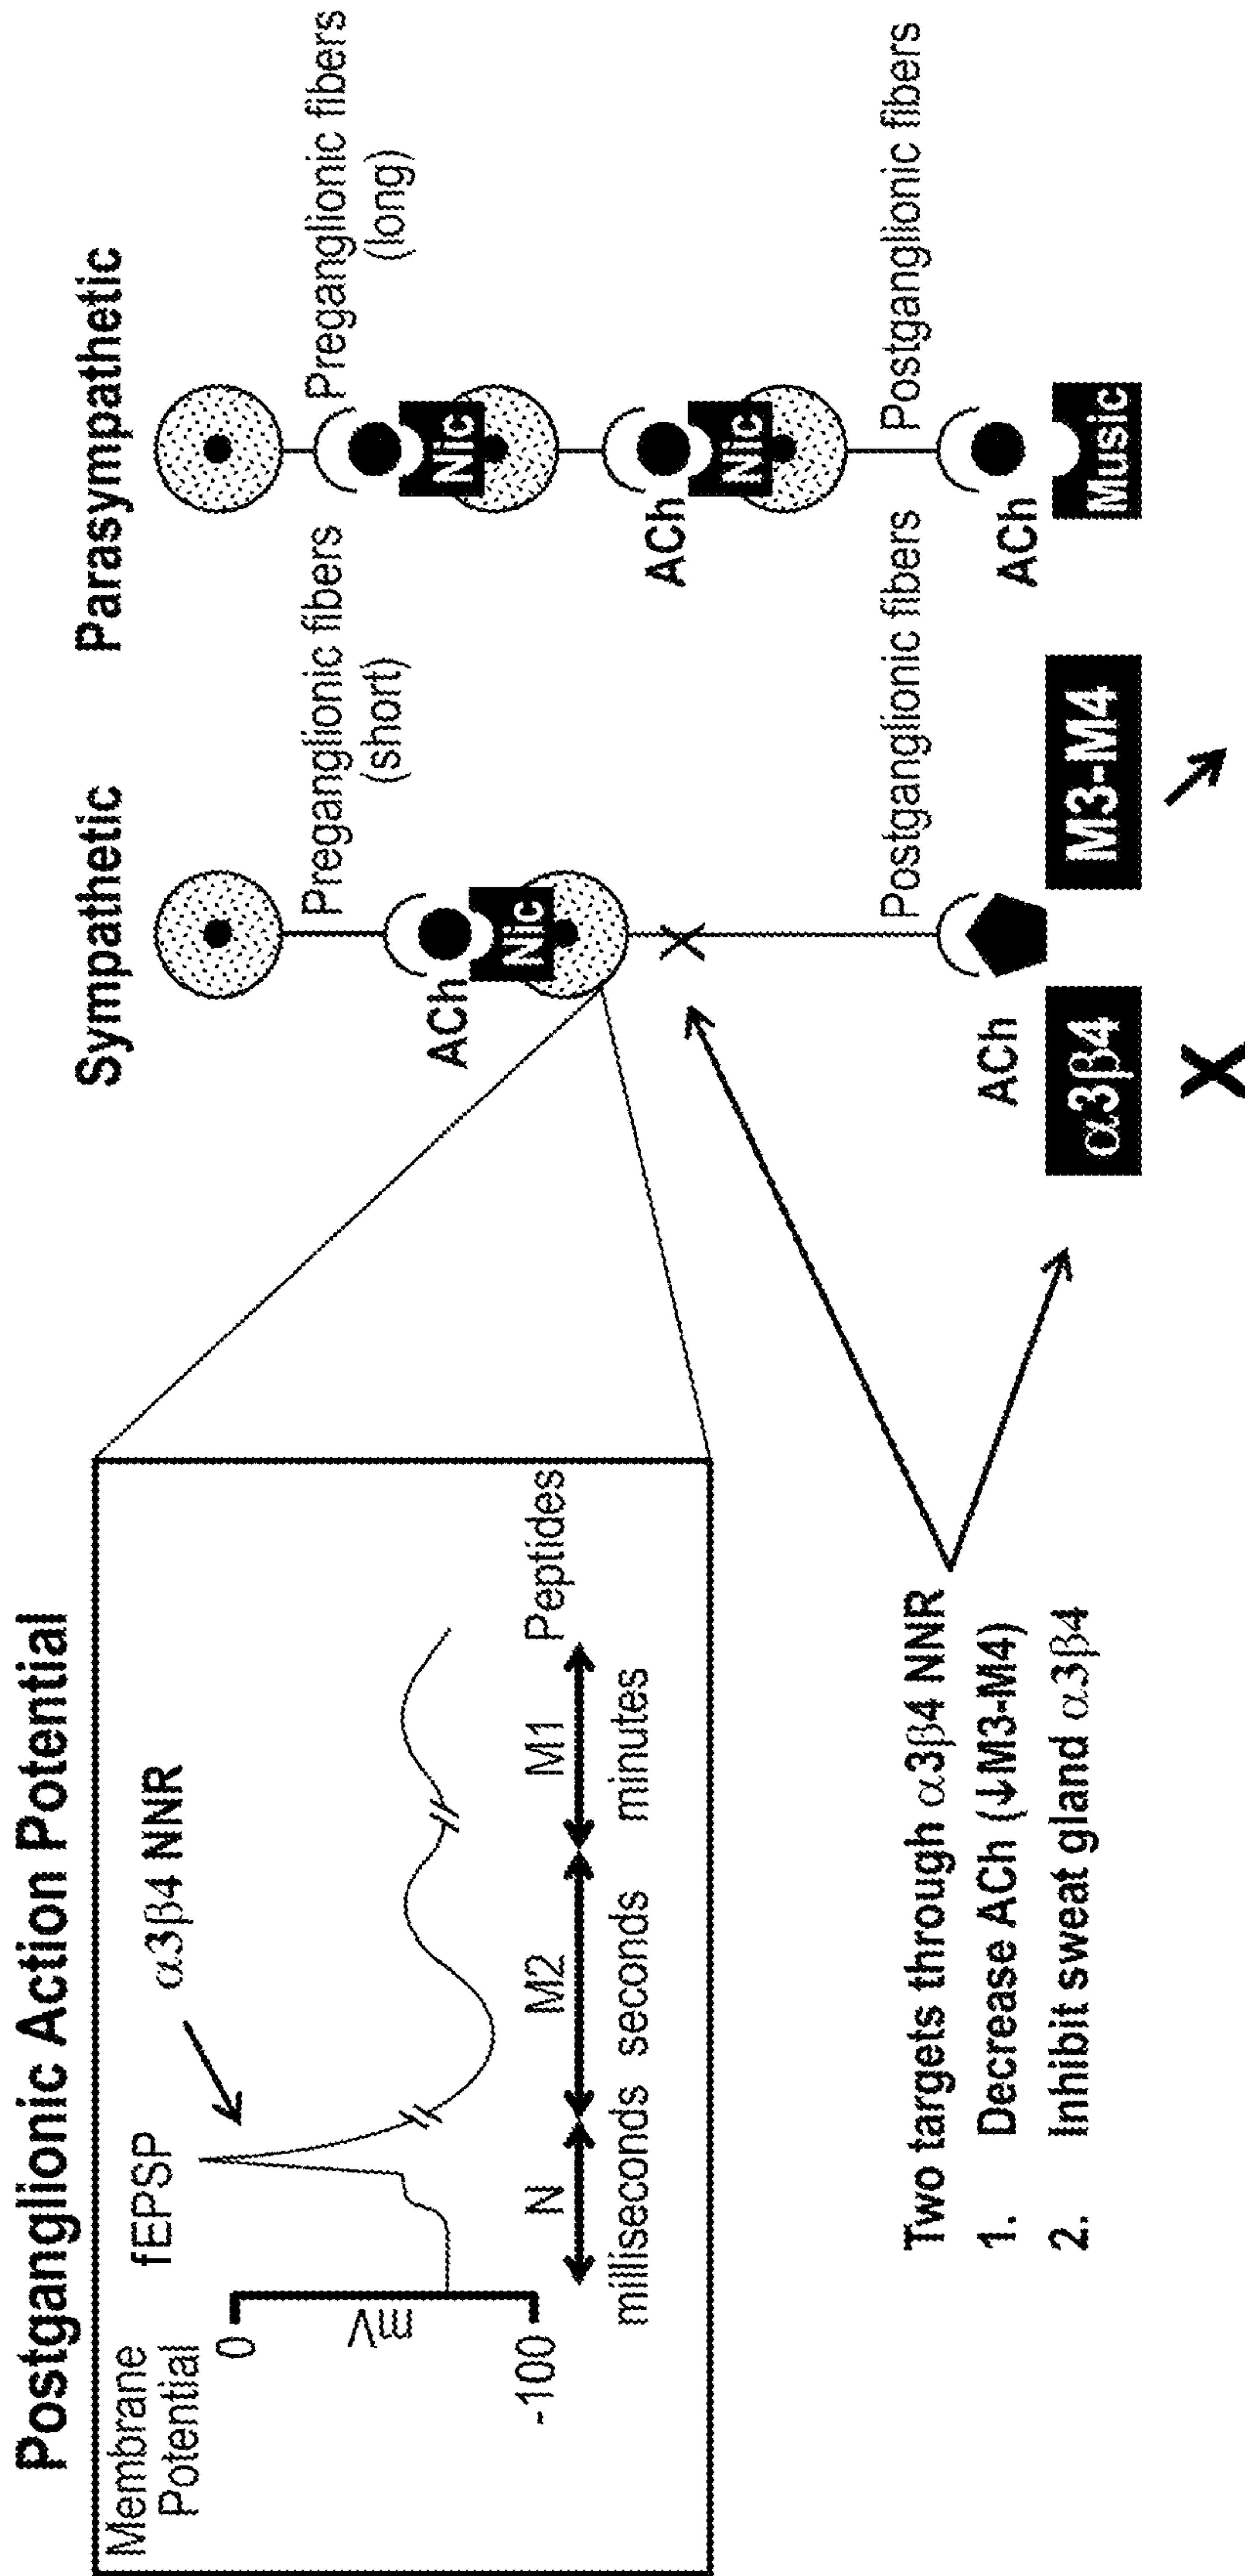 Postganglionic Action Potential
Membrane
Potential
fEPSP
α3β4 NNR
0
mV
-100
N
M2
M1
Peptides
milliseconds
seconds
minutes
Two targets through α3β4 NNR
1. Decrease ACh (↓M3-M4)
2. Inhibit sweat gland α3β4
Sympathetic
Preganglionic fibers
(short)
ACh
Nic
Postganglionic fibers
ACh
α3β4
M3-M4
X
Parasympathetic
Preganglionic fibers
(long)
Nic
ACh
Nic
Postganglionic fibers
ACh
Music